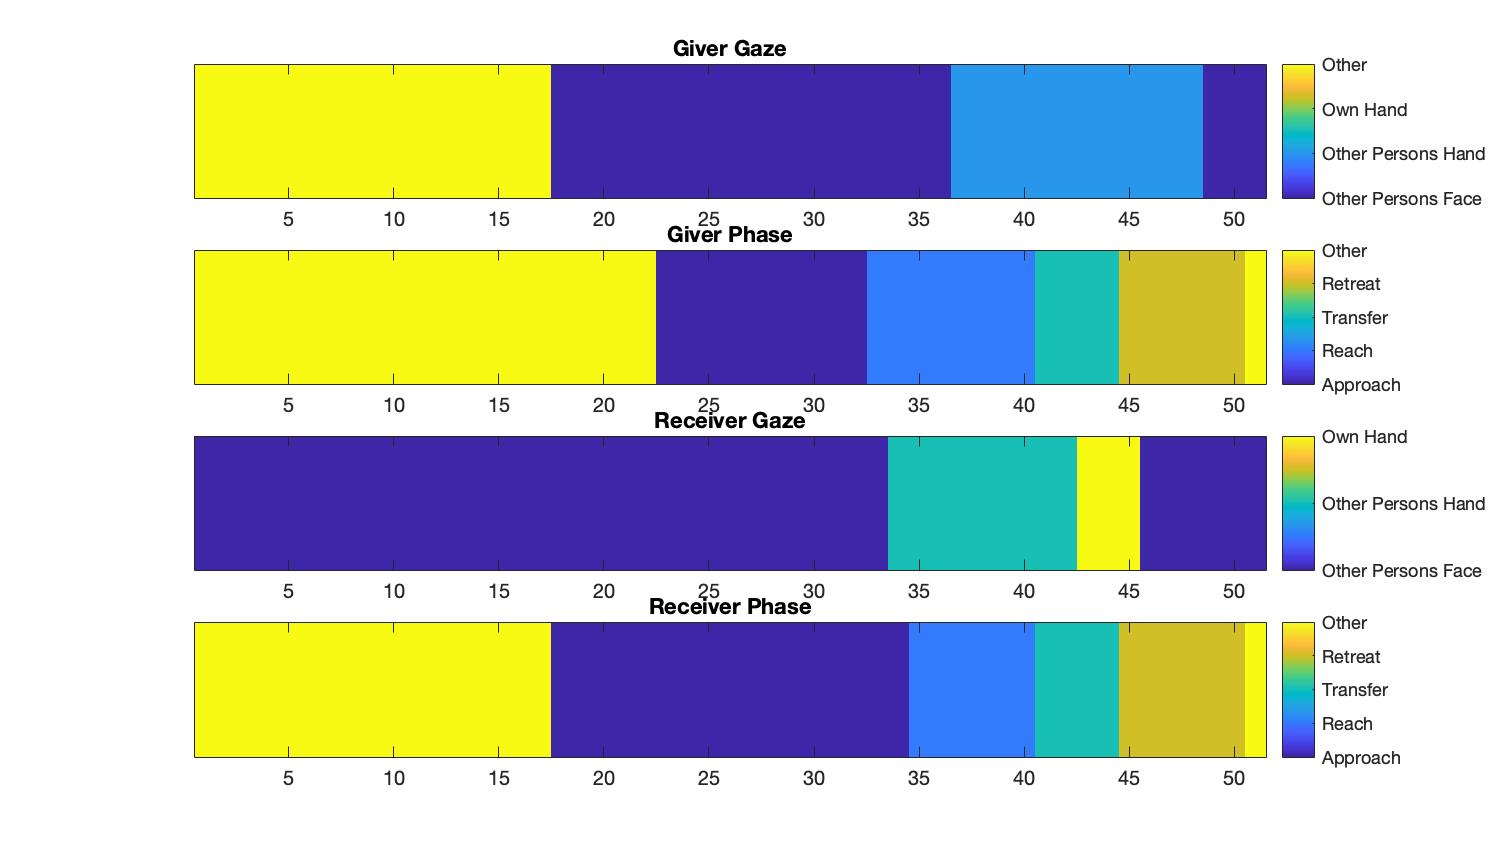 Giver Gaze
Other
Own Hand
Other Persons Hand
Other Persons Face
5 10 15 20 25 30 35 40 45 50
Giver Phase
Other
Retreat
Transfer
Reach
Approach
5 10 15 20 25 30 35 40 45 50
Receiver Gaze
Own Hand
Other Persons Hand
Other Persons Face
5 10 15 20 25 30 35 40 45 50
Receiver Phase
Other
Retreat
Transfer
Reach
Approach
5 10 15 20 25 30 35 40 45 50